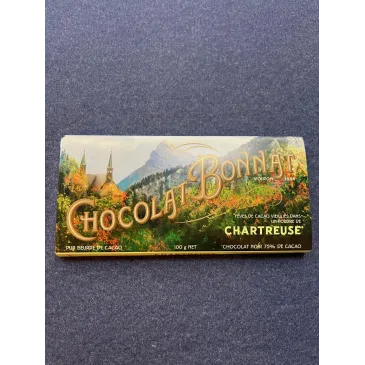 CHOCOLAT BONNAT
VOIRON 1884
FÈVES DE CACAO VIEILLIES DANS
UN FOUDRE DE
CHARTREUSE
PUR BEURRE DE CACAO
100 g NET
CHOCOLAT NOIR 75% DE CACAO